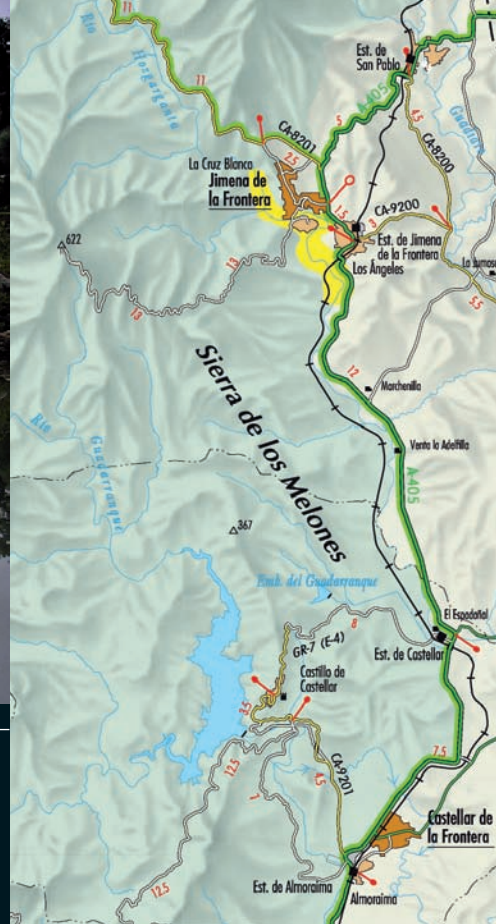 11
Río
Hozgarganta
11
Est. de
San Pablo
A-405
5
4.5
CA-8200
CA-8201
La Cruz Blanca
Jimena de
la Frontera
2.5
1.5
3
CA-9200
Est. de Jimena
de la Frontera
Los Ángeles
622
13
13
5.5
12
Marchenilla
Sierra de los Melones
Río
Guadarranque
Venta la Adelfilla
A-405
367
Emb. del Guadarranque
El Espadañal
8
GR-7 (E-4)
Est. de Castellar
Castillo de
Castellar
3.5
12.5
7
4.5
CA-9201
7.5
Castellar de
la Frontera
12.5
Est. de Almoraima
Almoraima